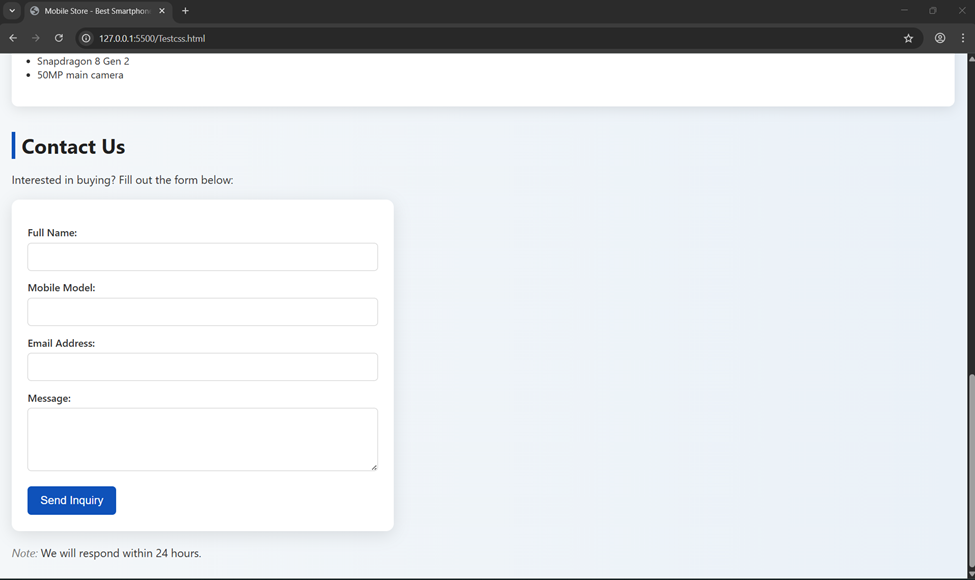 Mobile Store - Best Smartphon
127.0.0.1:5500/Testcss.html
• Snapdragon 8 Gen 2
• 50MP main camera
Contact Us
Interested in buying? Fill out the form below:
Full Name:
Mobile Model:
Email Address:
Message:
Send Inquiry
Note: We will respond within 24 hours.